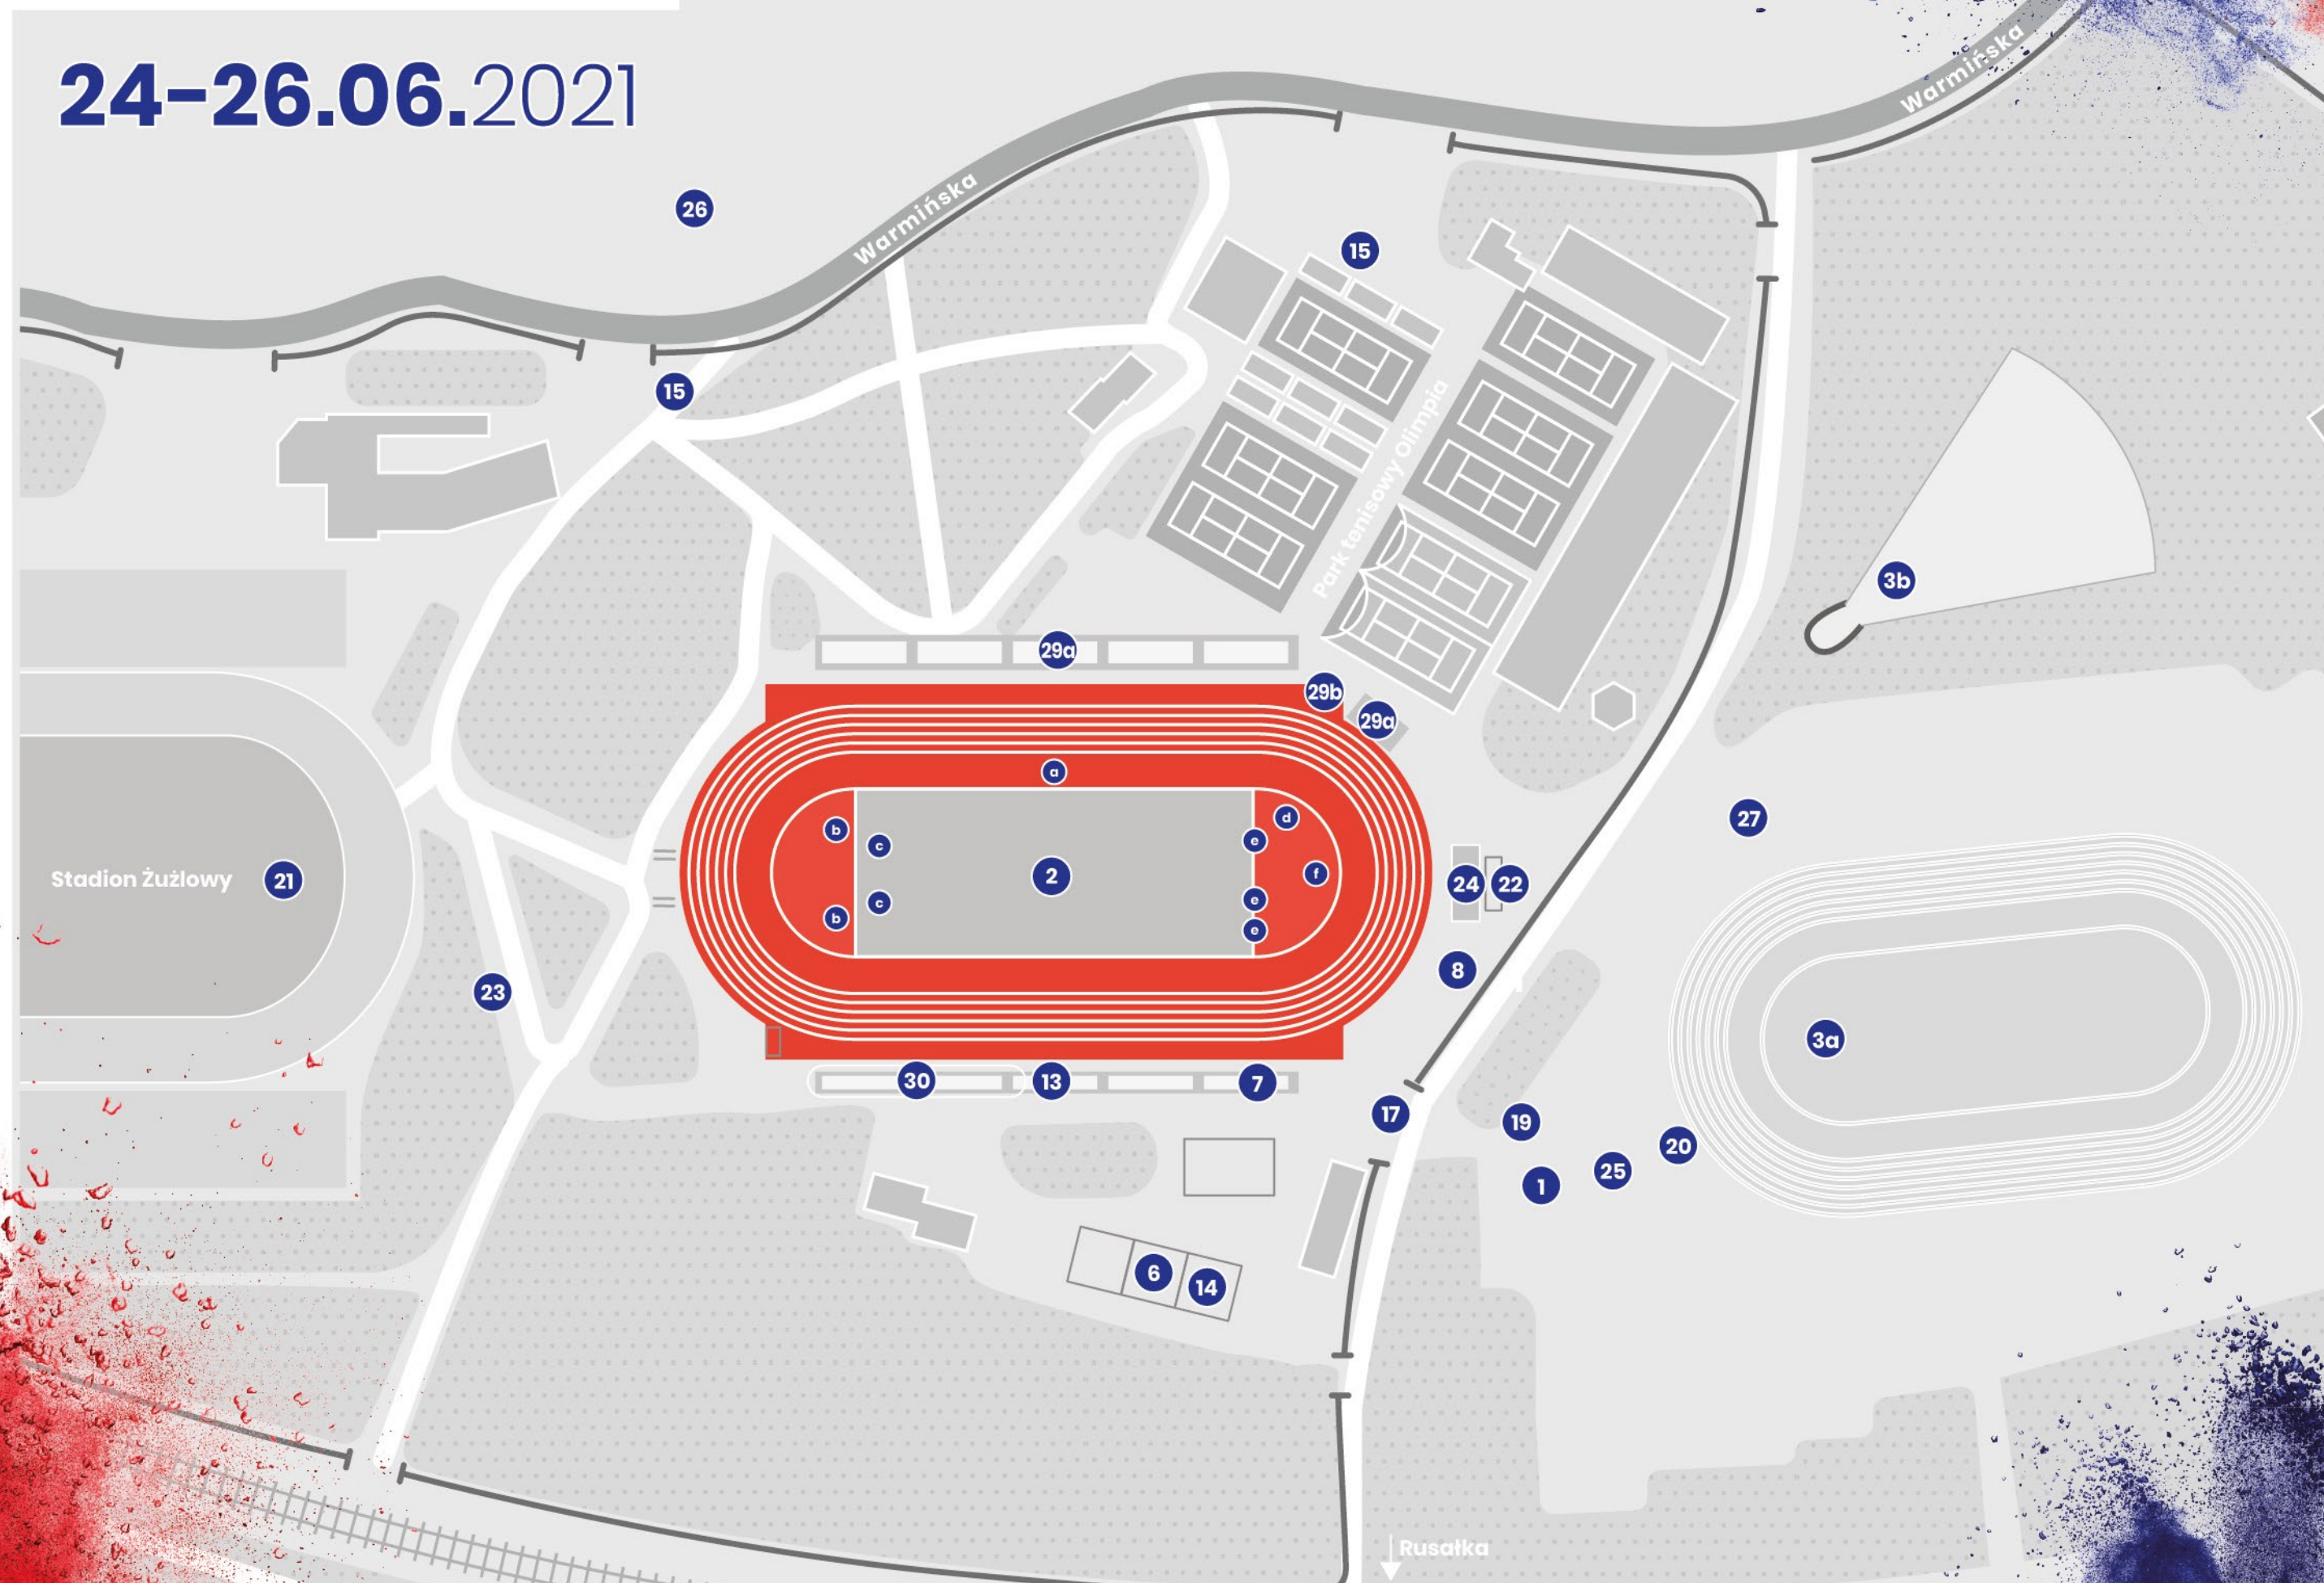 24-26.06.2021
Warmińska
26
Warmińska
15
15
Park tenisowy Olimpia
3b
29a
29b
29a
a
27
b
d
c
e
2
f
Stadion Żużlowy
21
24
22
c
e
b
e
8
23
3a
30
13
7
17
19
20
25
1
6
14
Rusałka